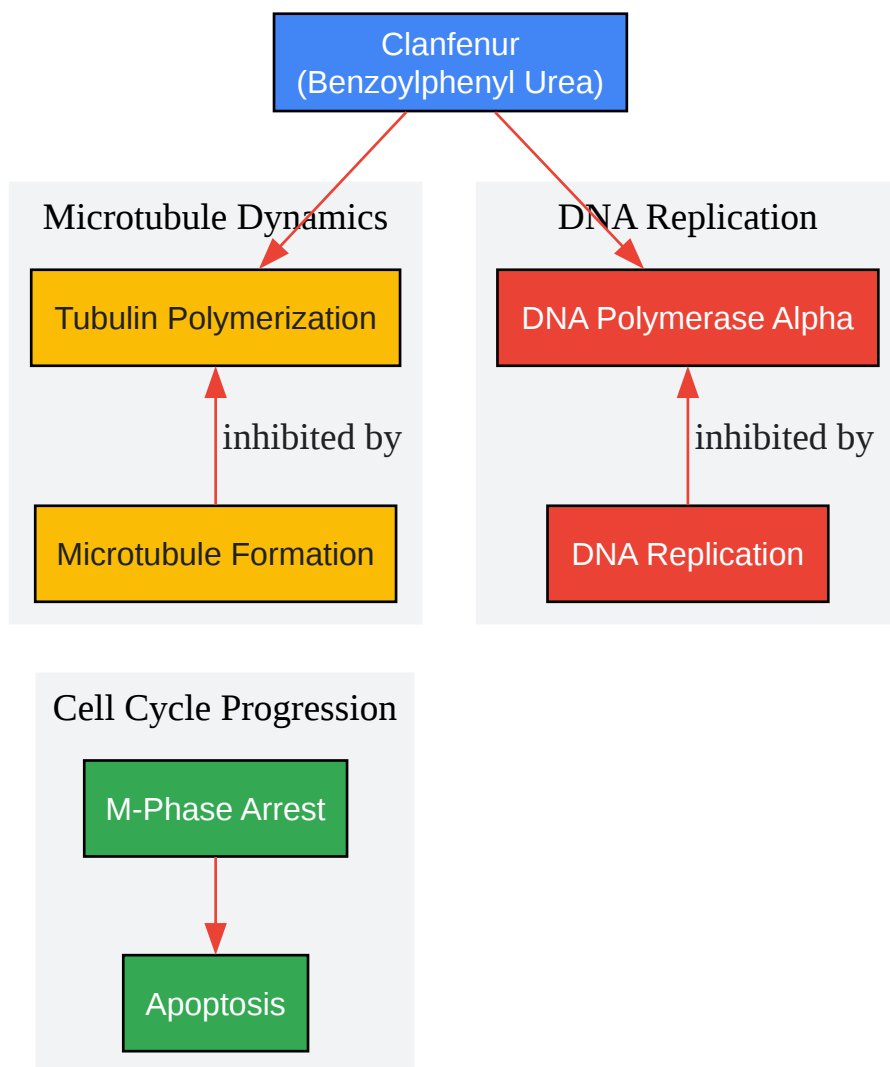 Clanfenur
(Benzoylphenyl Urea)
Microtubule Dynamics
Tubulin Polymerization
inhibited by
Microtubule Formation
DNA Replication
DNA Polymerase Alpha
inhibited by
DNA Replication
Cell Cycle Progression
M-Phase Arrest
Apoptosis